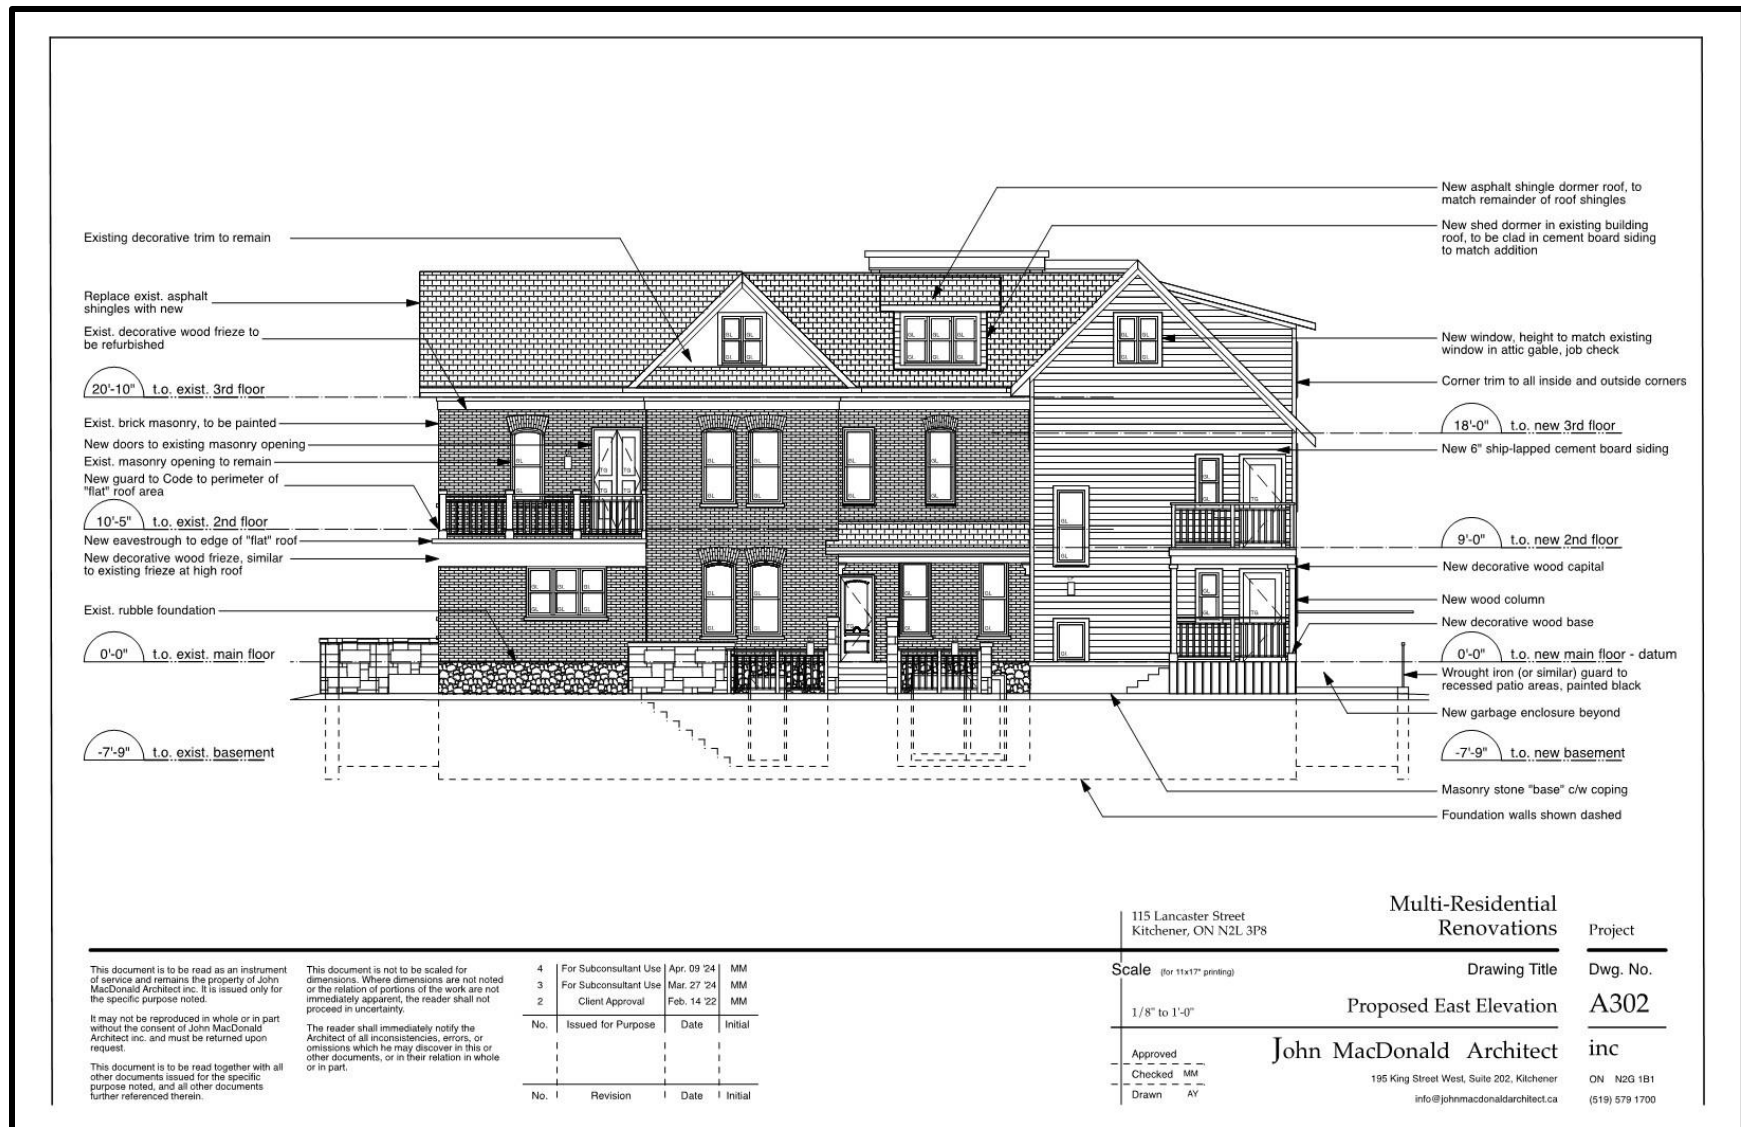 New asphalt shingle dormer roof, to
match remainder of roof shingles
New shed dormer in existing building
roof, to be clad in cement board siding
to match addition
Existing decorative trim to remain
Replace exist. asphalt
shingles with new
Exist. decorative wood frieze to
be refurbished
20'-10" t.o. exist. 3rd floor
Exist. brick masonry, to be painted
New doors to existing masonry opening
Exist. masonry opening to remain
New guard to Code to perimeter of
"flat" roof area
10'-5" t.o. exist. 2nd floor
New eavestrough to edge of "flat" roof
New decorative wood frieze, similar
to existing frieze at high roof
Exist. rubble foundation
0'-0" t.o. exist. main floor
-7'-9" t.o. exist. basement
New window, height to match existing
window in attic gable, job check
Corner trim to all inside and outside corners
18'-0" t.o. new 3rd floor
New 6" ship-lapped cement board siding
9'-0" t.o. new 2nd floor
New decorative wood capital
New wood column
New decorative wood base
0'-0" t.o. new main floor - datum
Wrought iron (or similar) guard to
recessed patio areas, painted black
New garbage enclosure beyond
-7'-9" t.o. new basement
Masonry stone "base" c/w coping
Foundation walls shown dashed
115 Lancaster Street
Kitchener, ON N2L 3P8
Multi-Residential
Renovations
Project
This document is to be read as an instrument
of service and remains the property of John
MacDonald Architect inc. It is issued only for
the specific purpose noted.
It may not be reproduced in whole or in part
without the consent of John MacDonald
Architect inc. and must be returned upon
request.
This document is to be read together with all
other documents issued for the specific
purpose noted, and all other documents
further referenced therein.
This document is not to be scaled for
dimensions. Where dimensions are not noted
or the relation of portions of the work are not
immediately apparent, the reader shall not
proceed in uncertainty.
The reader shall immediately notify the
Architect of all inconsistencies, errors, or
omissions which he may discover in this or
other documents, or in their relation in whole
or in part.
4 For Subconsultant Use Apr. 09 '24 MM
3 For Subconsultant Use Mar. 27 '24 MM
2 Client Approval Feb. 14 '22 MM
No. Issued for Purpose Date Initial
No. Revision Date Initial
Scale (for 11x17" printing)
Drawing Title
Dwg. No.
1/8" to 1'-0"
Proposed East Elevation
A302
John MacDonald Architect inc
Approved
Checked MM
Drawn AY
195 King Street West, Suite 202, Kitchener ON N2G 1B1
info@johnmacdonaldarchitect.ca (519) 579 1700